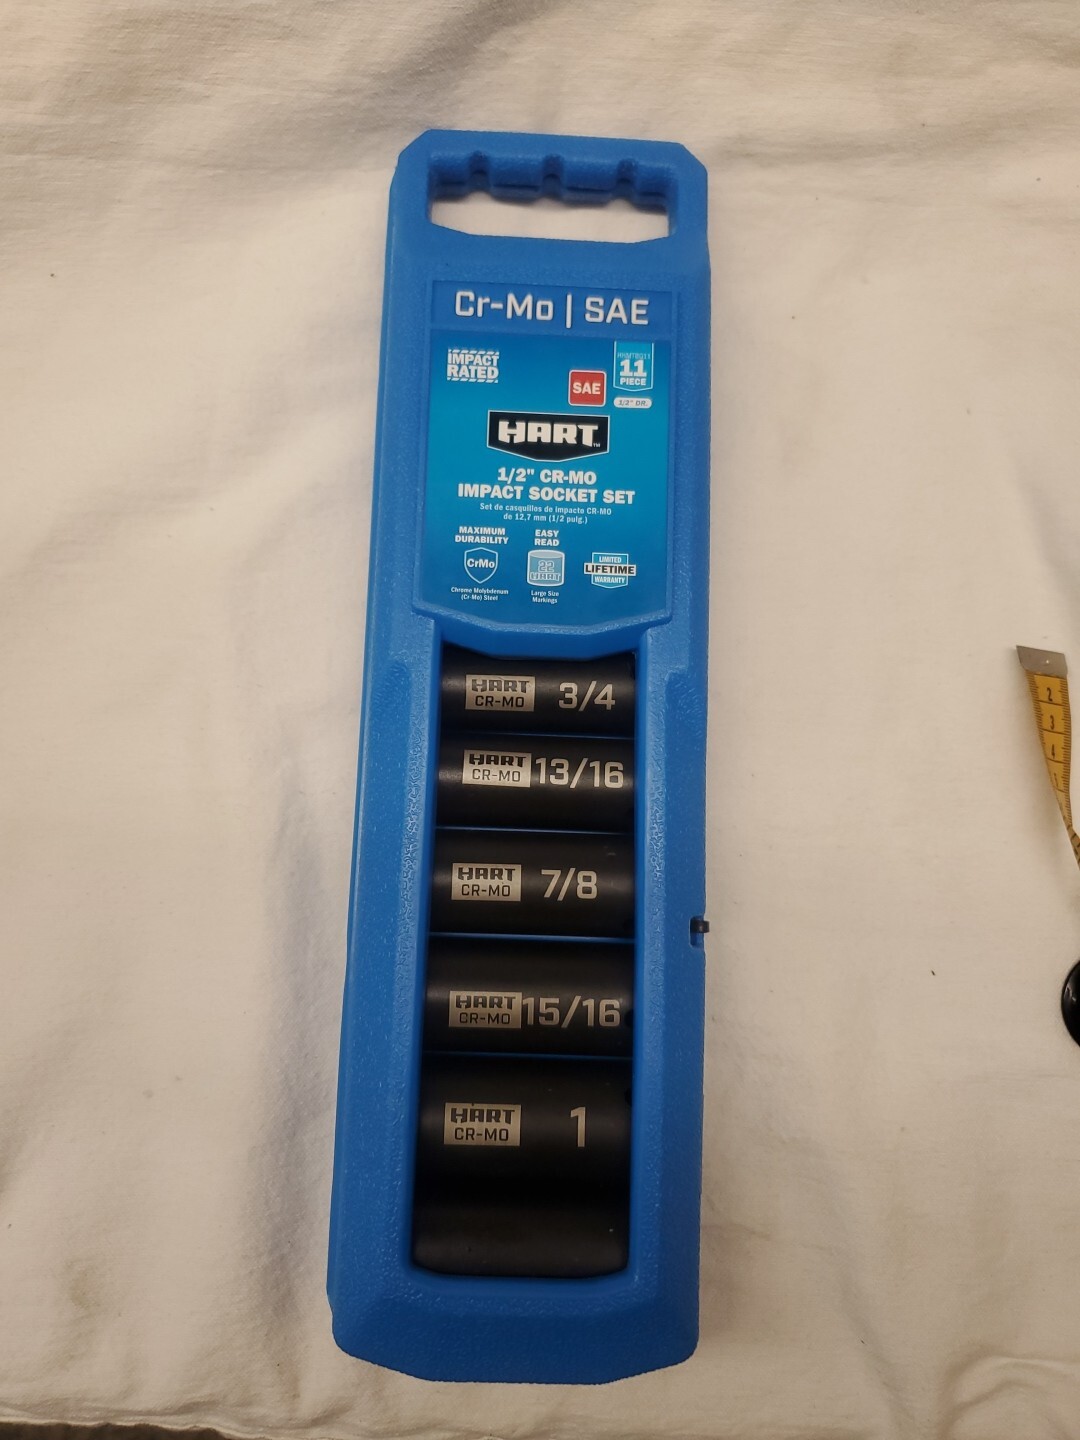 Cr-Mo | SAE
IMPACT
RATED
11
PIECE
SAE
1/2" DR.
HART™
1/2" CR-MO
IMPACT SOCKET SET
Set de casquillos de impacto CR-MO
de 12,7 mm (1/2 pulg.)
MAXIMUM
DURABILITY
CrMo
Chrome Molybdenum
(Cr-Mo) Steel
EASY
READ
22
HART
Large Size
Markings
LIMITED
LIFETIME
WARRANTY
HART
CR-MO
3/4
HART
CR-MO
13/16
HART
CR-MO
7/8
HART
CR-MO
15/16
HART
CR-MO
1